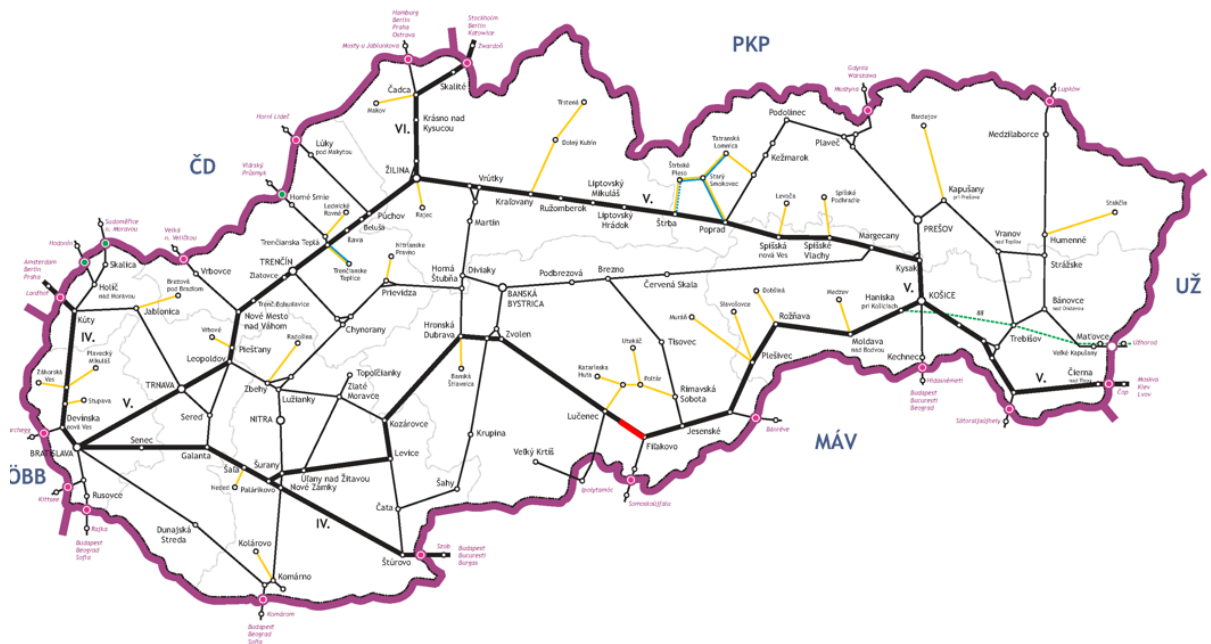 Hamburg
Berlin
Praha
Ostrava
Stockholm
Berlin
Katowice
Mosty u Jablunkova
Zwardoń
PKP
Čadca
Skalité
Makov
Krásno nad
Kysucou
VI.
Trstená
Dolný Kubín
Gdynia
Warszawa
Muszyna
Łupków
Podolínec
Plaveč
Bardejov
Medzilaborce
Horní Lideč
Lúky
pod Makytou
ČD
Vlársky
Průsmyk
Horné Srnie
ŽILINA
Vrútky
Rajec
Kraľovany
Ružomberok
Liptovský
Mikuláš
Liptovský
Hrádok
V.
Štrbské
Pleso
Tatranská
Lomnica
Starý
Smokovec
Kežmarok
Štrba
Poprad
Levoča
Spišské
Podhradie
Spišská
nová Ves
Spišské
Vlachy
Margecany
Kysak
Kapušany
pri Prešove
PREŠOV
Stakčín
Humenné
Vranov
nad Topľou
Strážske
Lednické
Rovne
Púchov
Beluša
Ilava
Trenčianska Teplá
TRENČÍN
Trenčianske
Teplice
Zlatovce
Martin
Nitrianske
Pravno
Horná
Štubňa
Diviaky
Prievidza
BANSKÁ
BYSTRICA
Podbrezová
Brezno
Červená Skala
Sudoměřice
n. Moravou
Hodonín
Skalica
Holíč
nad Moravou
Velká
n. Veličkou
Vrbovce
Amsterdam
Berlin
Praha
Lanžhot
Kúty
IV.
Brezová
pod Bradlom
Jablonica
Trenč.Bohuslavice
Nové Mesto
nad Váhom
Vrbové
Piešťany
Leopoldov
Chynorany
Radošina
Zbehy
Topoľčianky
Lužianky
Zlaté
Moravce
NITRA
Hronská
Dubrava
Zvolen
Banská
Štiavnica
Kozárovce
Levice
Krupina
Plavecký
Mikuláš
Záhorská
Ves
Stupava
Devínska
nová Ves
TRNAVA
V.
Sereď
Senec
Galanta
BRATISLAVA
ÖBB
Kittsee
Rusovce
Rajka
Budapest
Beograd
Sofia
Šaľa
Neded
Šurany
Palárikovo
Úľany nad Žitavou
Nové Zámky
IV.
Dunajská
Streda
Kolárovo
Komárno
Komárom
Budapest
Beograd
Sofia
Šahy
Čata
Štúrovo
Szob
Budapest
Bucuresti
Burgas
Veľký Krtíš
Ipolytarnóc
Lučenec
Katarínska
Huta
Utekáč
Poltár
Fiľakovo
Somoskőújfalu
Jesenské
Rimavská
Sobota
Tisovec
Muráň
Slavošovce
Dobšiná
Plešivec
Rožňava
Bánréve
MÁV
Medzev
Moldava
nad Bodvou
Haniska
pri Košiciach
V.
KOŠICE
Kechnec
Hidasnémeti
Budapest
Bucuresti
Beograd
88
Trebišov
Bánovce
nad Ondavou
Maťovce
Veľké Kapušany
Užhorod
UŽ
V.
Čierna
nad Tisou
Čop
Moskva
Kiev
Lvov
Sátoraljaújhely